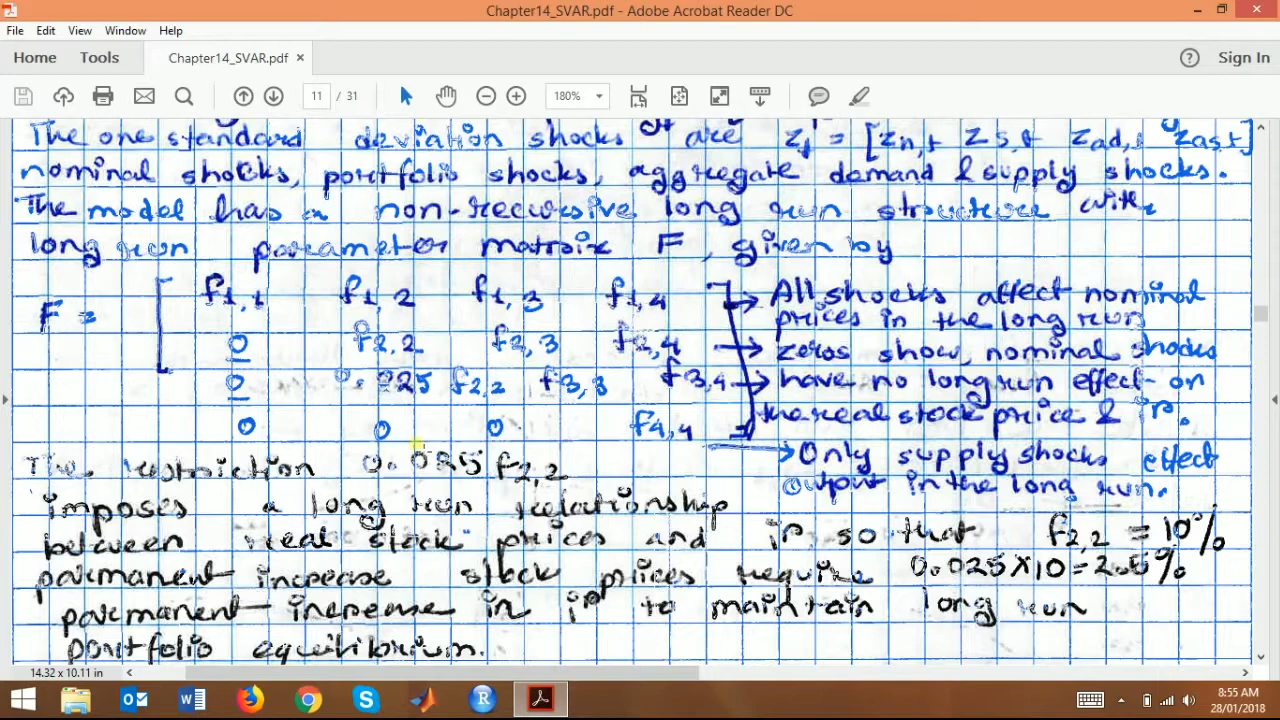 Chapter14_SVAR.pdf - Adobe Acrobat Reader DC
File Edit View Window Help
Home Tools Chapter14_SVAR.pdf × Sign In
11 / 31 180%
The one standard deviation shocks are z_t' = [z_n,t z_s,t z_ad,t z_as,t]
nominal shocks, portfolio shocks, aggregate demand & supply shocks.
The model has a non-recursive long run structure with
long run parameter matrix F, given by
F = [ f1,1 f1,2 f1,3 f1,4 ] → All shocks affect nominal
prices in the long run
0 f2,2 f2,3 f2,4 → zeros show, nominal shocks
0 0.025 f2,2 f3,3 f3,4 → have no long run effect on
the real stock price & ir.
0 0 0 f4,4
→ Only supply shocks effect
output in the long run.
The restriction 0.025 f2,2
imposes a long run relationship
between real stock prices and ir so that f2,2 = 10%
permanent increase stock prices require 0.025X10=2.5%
permanent increase in ir to maintain long run
portfolio equilibrium.
14.32 x 10.11 in
8:55 AM
28/01/2018